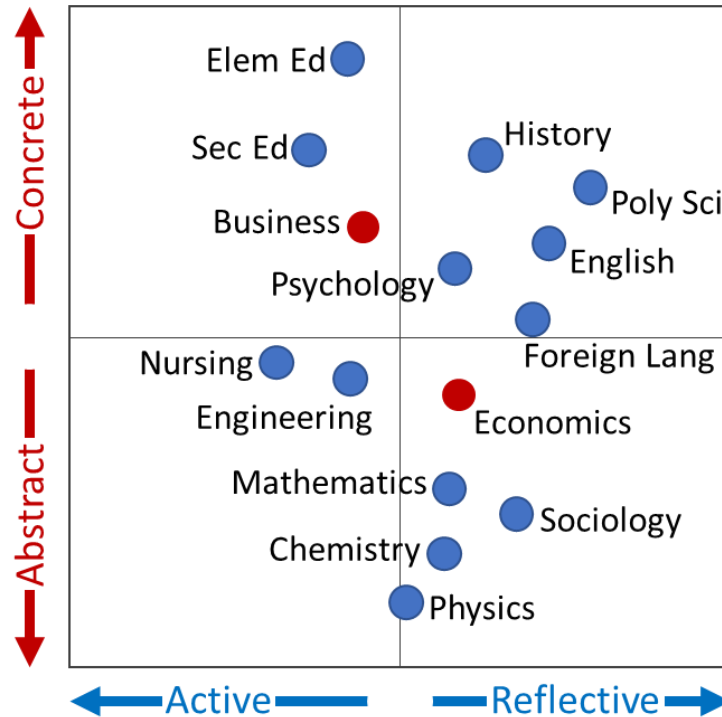 Elem Ed
Sec Ed
History
Poly Sci
Business
English
Psychology
Foreign Lang
Nursing
Engineering
Economics
Mathematics
Sociology
Chemistry
Physics
Concrete
Abstract
Active
Reflective